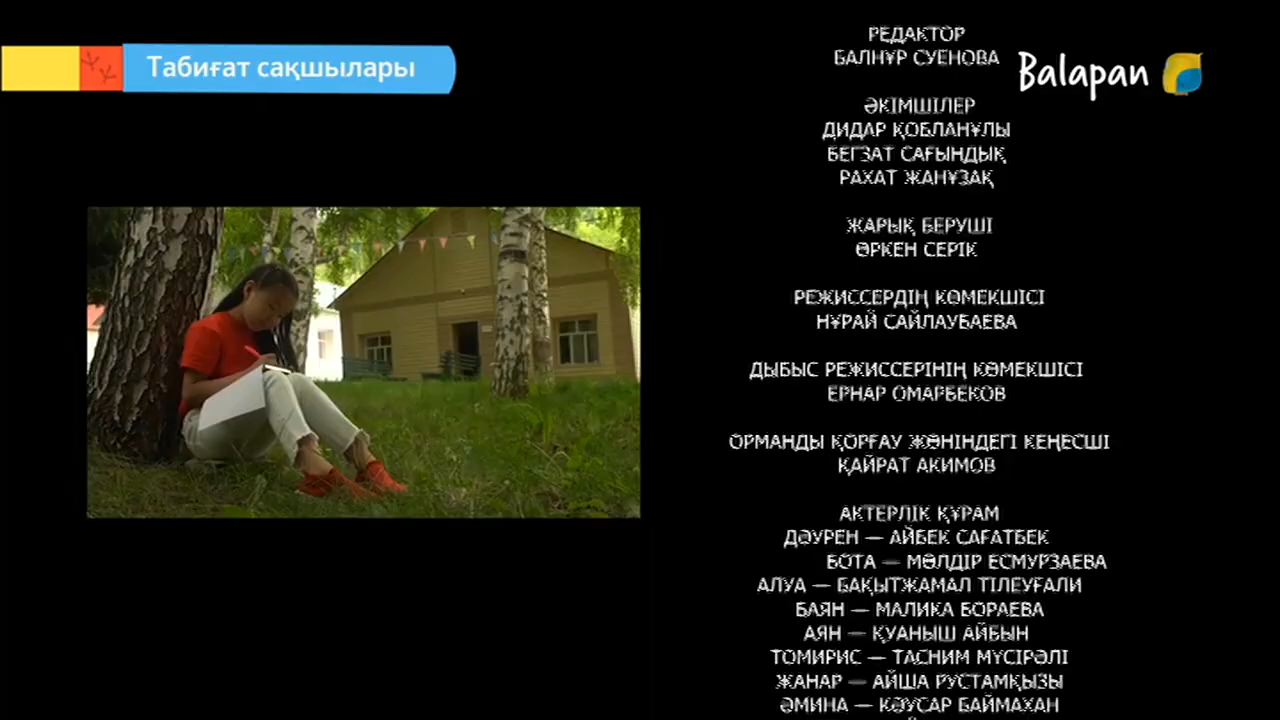 Табиғат сақшылары
Balapan
РЕДАКТОР
БАЛНҰР СУЕНОВА
ӘКІМШІЛЕР
ДИДАР ҚОБЛАНҰЛЫ
БЕГЗАТ САҒЫНДЫҚ
РАХАТ ЖАНҰЗАҚ
ЖАРЫҚ БЕРУШІ
ӨРКЕН СЕРІК
РЕЖИССЕРДІҢ КӨМЕКШІСІ
НҰРАЙ САЙЛАУБАЕВА
ДЫБЫС РЕЖИССЕРІНІҢ КӨМЕКШІСІ
ЕРНАР ОМАРБЕКОВ
ОРМАНДЫ ҚОРҒАУ ЖӨНІНДЕГІ КЕҢЕСШІ
ҚАЙРАТ АКИМОВ
АКТЕРЛІК ҚҰРАМ
ДӘУРЕН — АЙБЕК САҒАТБЕК
БОТА — МӨЛДІР ЕСМУРЗАЕВА
АЛУА — БАҚЫТЖАМАЛ ТІЛЕУҒАЛИ
БАЯН — МАЛИКА БОРАЕВА
АЯН — ҚУАНЫШ АЙБЫН
ТОМИРИС — ТАСНИМ МҮСІРӘЛІ
ЖАНАР — АЙША РУСТАМҚЫЗЫ
ӘМИНА — КӘУСАР БАЙМАХАН